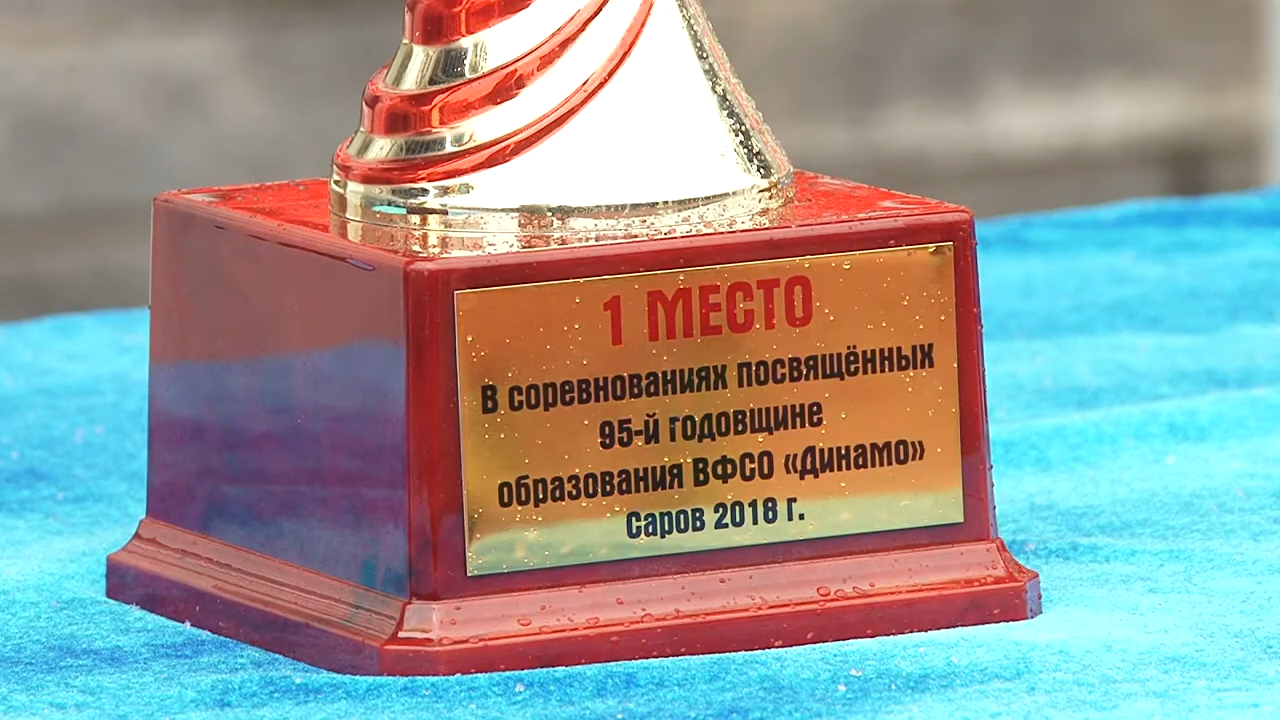 1 МЕСТО
В соревнованиях посвящённых
95-й годовщине
образования ВФСО «Динамо»
Саров 2018 г.